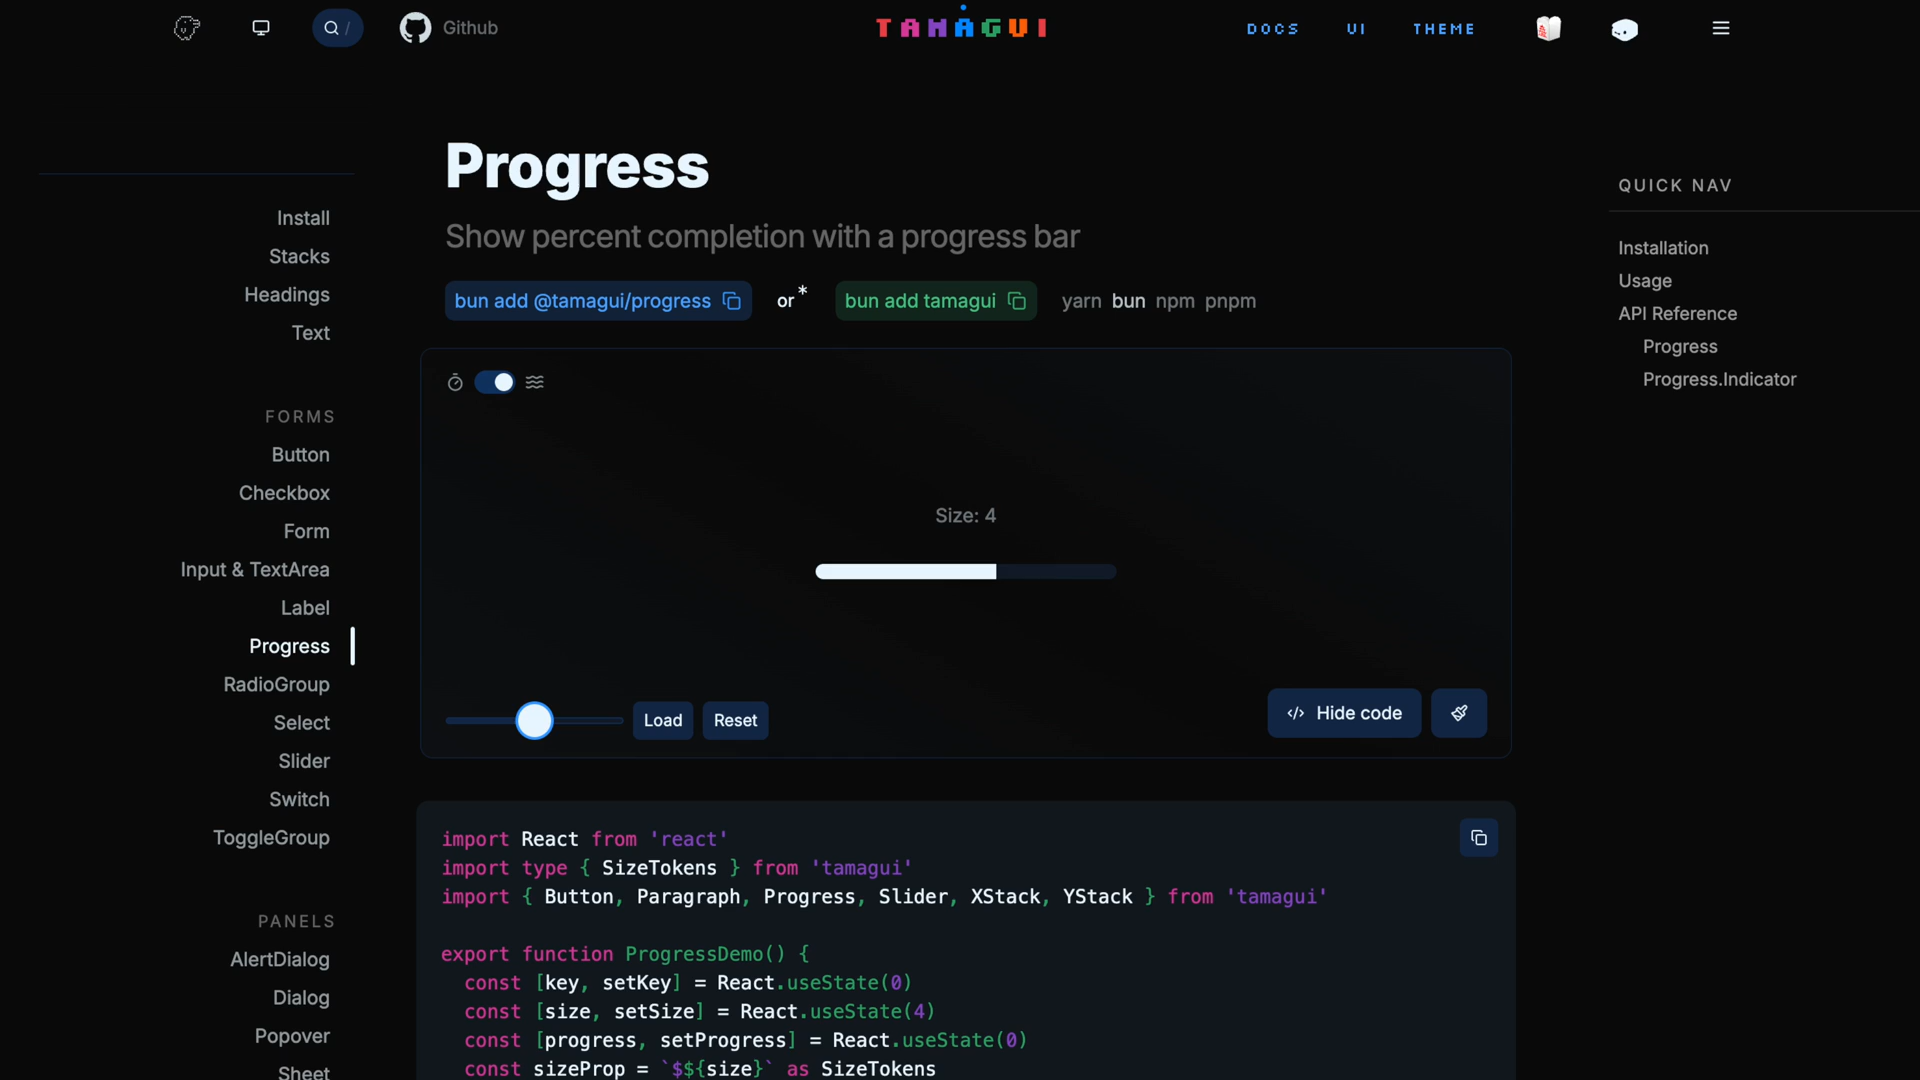 /
Github
TAMAGUI
DOCS
UI
THEME
Install
Stacks
Headings
Text
FORMS
Button
Checkbox
Form
Input & TextArea
Label
Progress
RadioGroup
Select
Slider
Switch
ToggleGroup
PANELS
AlertDialog
Dialog
Popover
Sheet
Progress
Show percent completion with a progress bar
bun add @tamagui/progress or* bun add tamagui yarn bun npm pnpm
Size: 4
Load
Reset
</> Hide code
import React from 'react'
import type { SizeTokens } from 'tamagui'
import { Button, Paragraph, Progress, Slider, XStack, YStack } from 'tamagui'
export function ProgressDemo() {
const [key, setKey] = React.useState(0)
const [size, setSize] = React.useState(4)
const [progress, setProgress] = React.useState(0)
const sizeProp = `$${size}` as SizeTokens
QUICK NAV
Installation
Usage
API Reference
Progress
Progress.Indicator